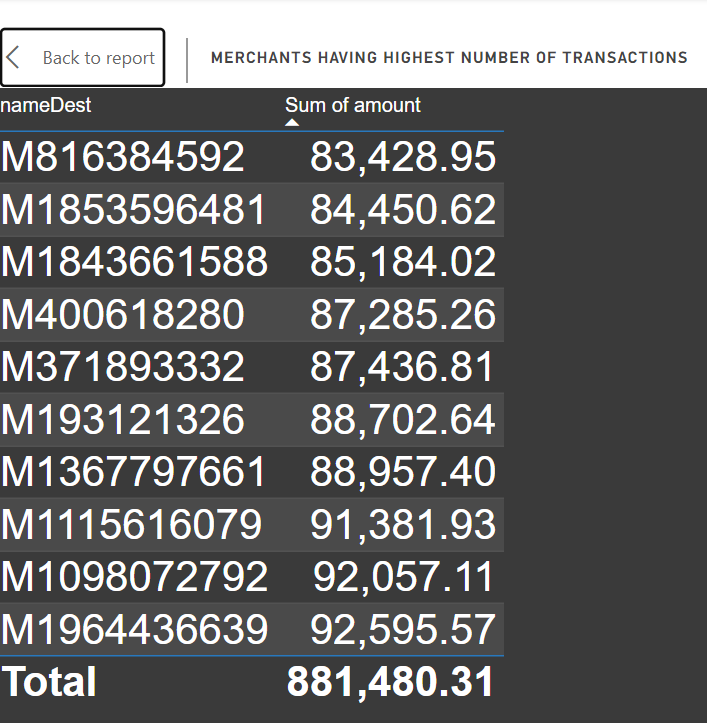 Back to report
MERCHANTS HAVING HIGHEST NUMBER OF TRANSACTIONS
nameDest Sum of amount
M816384592 83,428.95
M1853596481 84,450.62
M1843661588 85,184.02
M400618280 87,285.26
M371893332 87,436.81
M193121326 88,702.64
M1367797661 88,957.40
M1115616079 91,381.93
M1098072792 92,057.11
M1964436639 92,595.57
Total 881,480.31